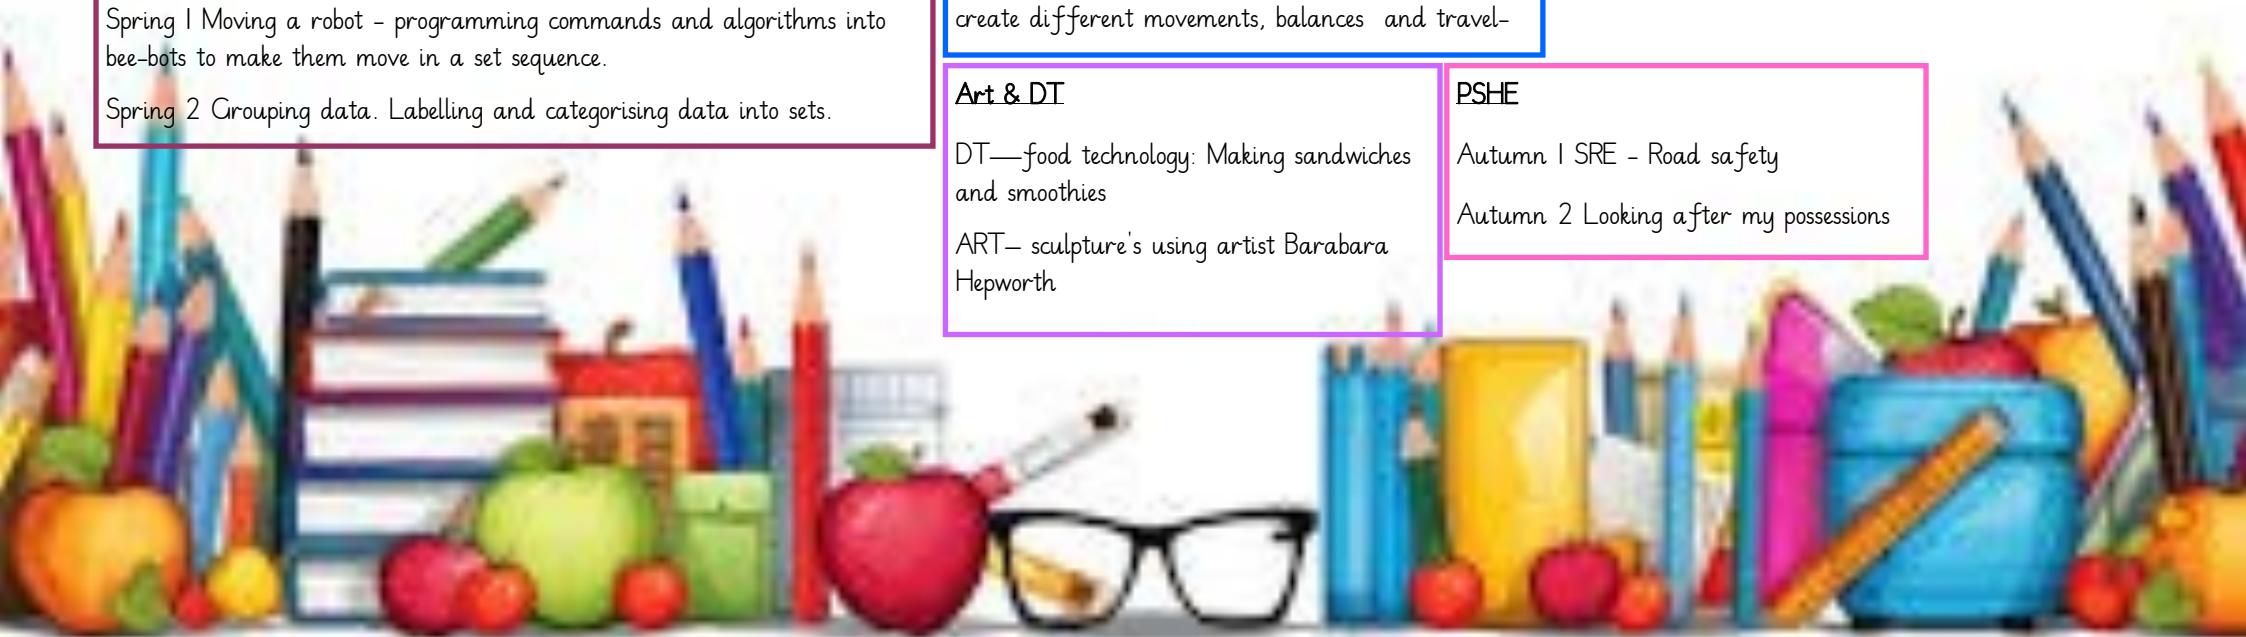 Spring 1 Moving a robot - programming commands and algorithms into
bee-bots to make them move in a set sequence.
Spring 2 Grouping data. Labelling and categorising data into sets.
create different movements, balances and travel-
Art & DT
DT—food technology: Making sandwiches
and smoothies
ART– sculpture's using artist Barabara
Hepworth
PSHE
Autumn 1 SRE - Road safety
Autumn 2 Looking after my possessions